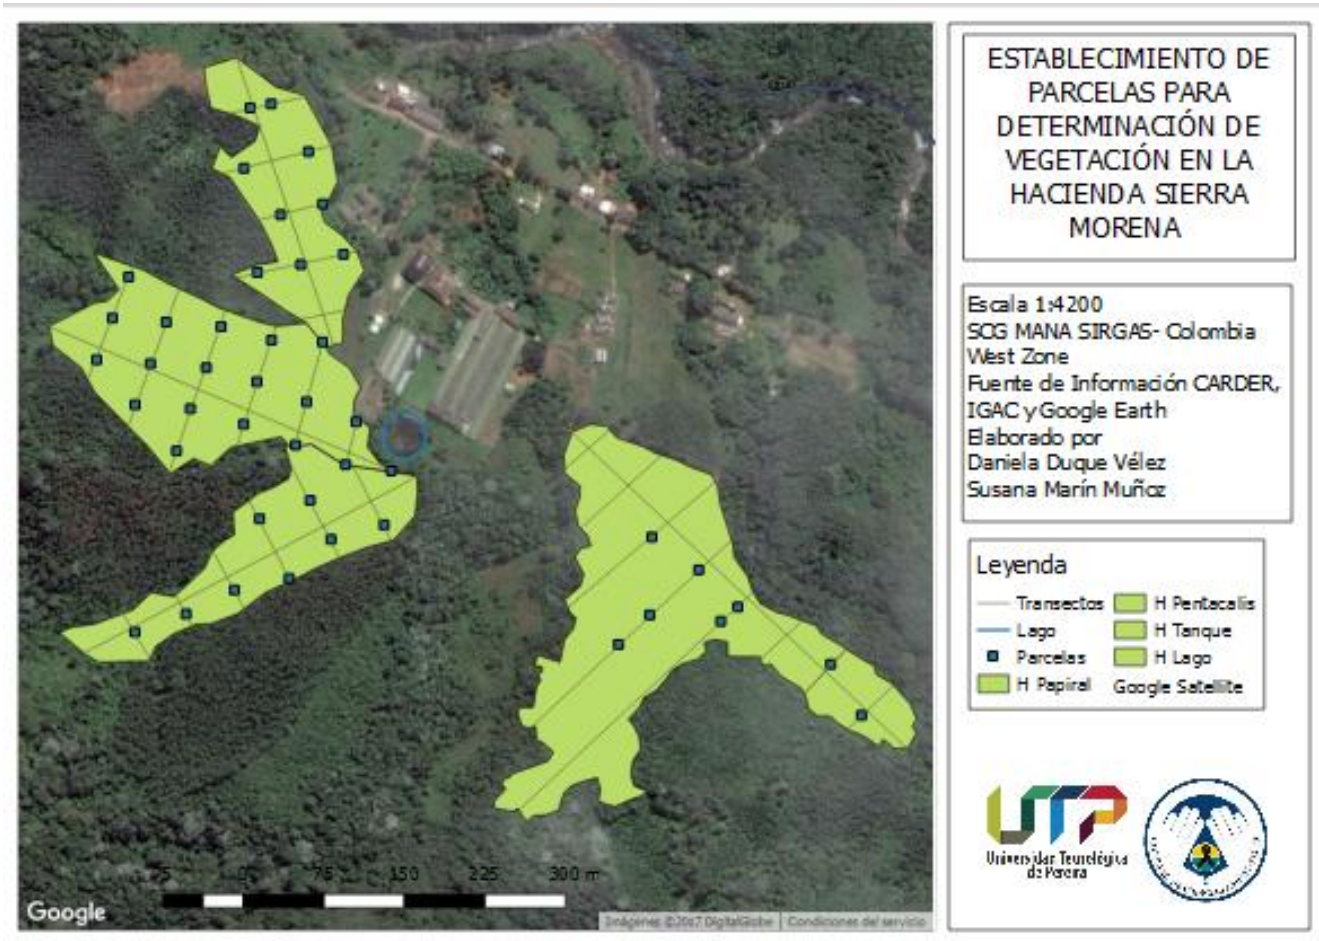 ESTABLECIMIENTO DE
PARCELAS PARA
DETERMINACIÓN DE
VEGETACIÓN EN LA
HACIENDA SIERRA
MORENA
Escala 1:4200
SCG MANA SIRGAS- Colombia
West Zone
Fuente de Información CARDER,
IGAC y Google Earth
Elaborado por
Daniela Duque Vélez
Susana Marín Muñoz
Leyenda
Transectos
Lago
Parcelas
H Papiral
H Pentacalis
H Tanque
H Lago
Google Satellite
UTP
Universidad Tecnológica
de Pereira
75 0 75 150 225 300 m
Google
Imágenes ©2017 DigitalGlobe
Condiciones del servicio